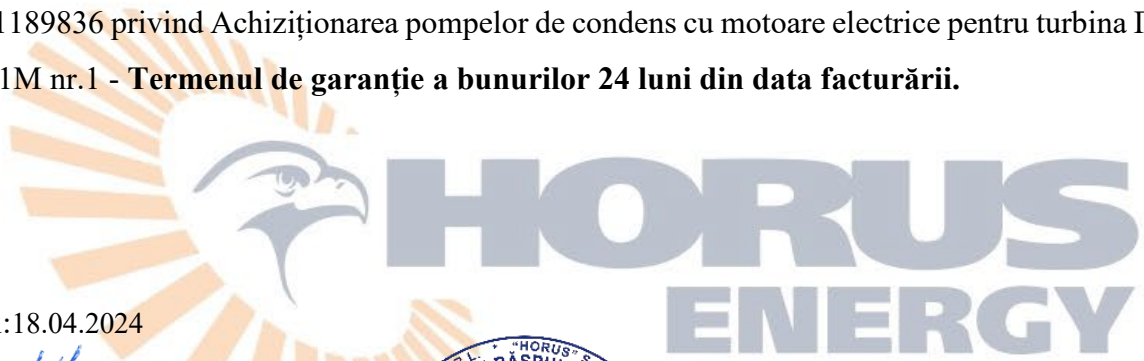 1189836 privind Achiziționarea pompelor de condens cu motoare electrice pentru turbina
1M nr.1 - Termenul de garanție a bunurilor 24 luni din data facturării.
HORUS
ENERGY
:18.04.2024
"HORUS"